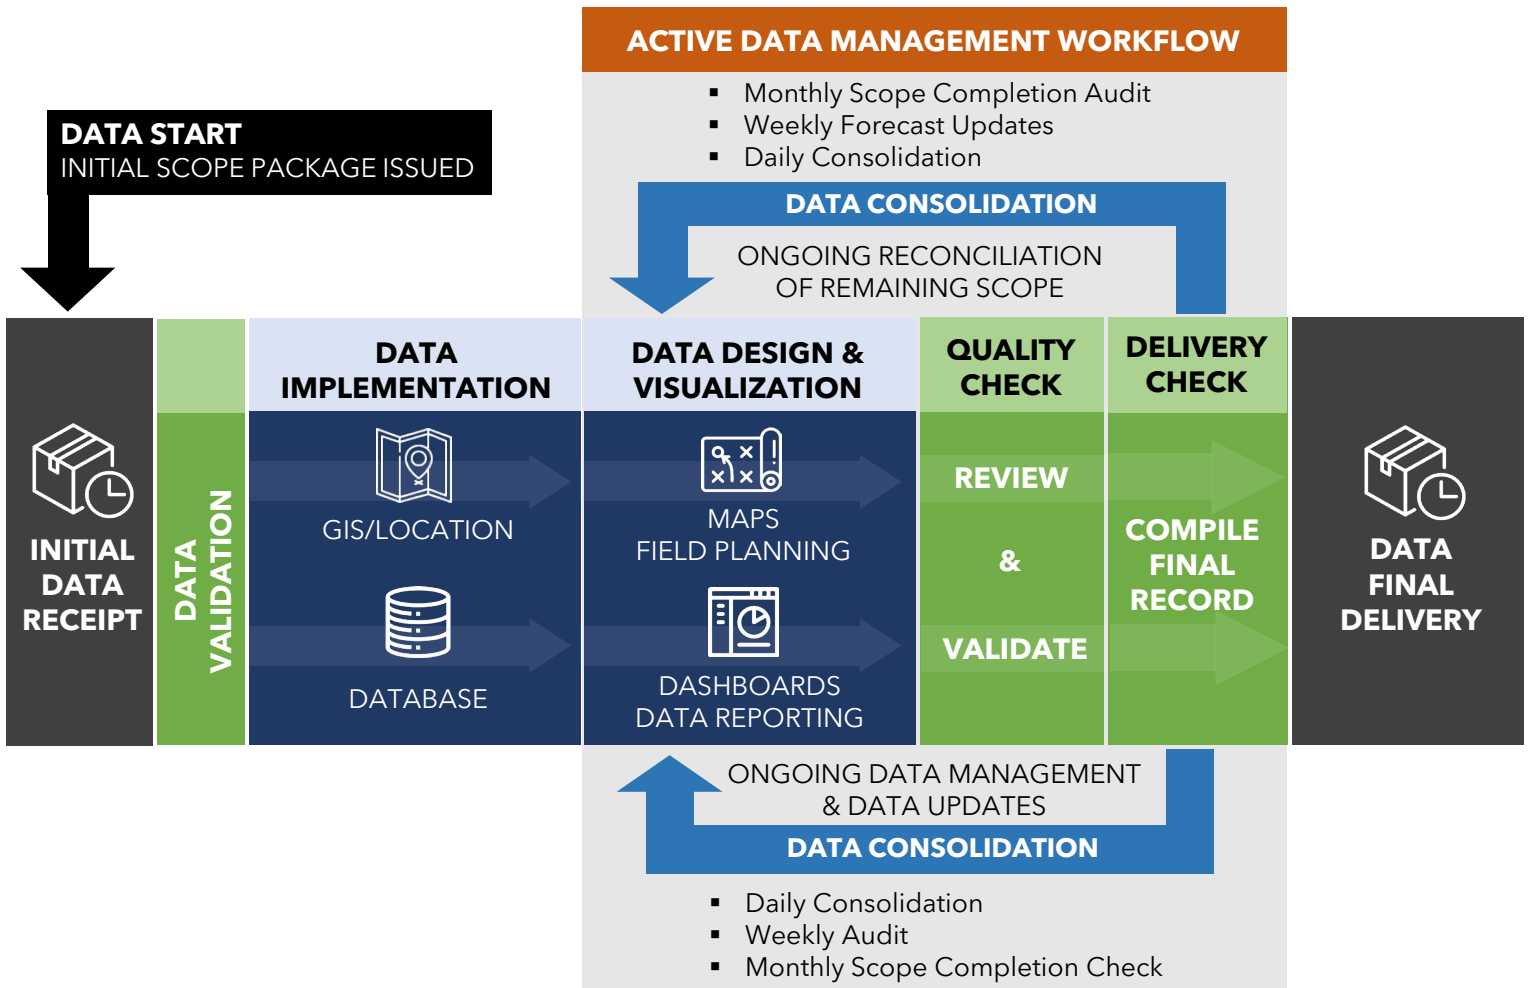 ACTIVE DATA MANAGEMENT WORKFLOW
▪ Monthly Scope Completion Audit
▪ Weekly Forecast Updates
▪ Daily Consolidation
DATA START
INITIAL SCOPE PACKAGE ISSUED
DATA CONSOLIDATION
ONGOING RECONCILIATION
OF REMAINING SCOPE
INITIAL
DATA
RECEIPT
DATA
VALIDATION
DATA
IMPLEMENTATION
GIS/LOCATION
DATABASE
DATA DESIGN &
VISUALIZATION
MAPS
FIELD PLANNING
DASHBOARDS
DATA REPORTING
QUALITY
CHECK
REVIEW
&
VALIDATE
DELIVERY
CHECK
COMPILE
FINAL
RECORD
DATA
FINAL
DELIVERY
ONGOING DATA MANAGEMENT
& DATA UPDATES
DATA CONSOLIDATION
▪ Daily Consolidation
▪ Weekly Audit
▪ Monthly Scope Completion Check